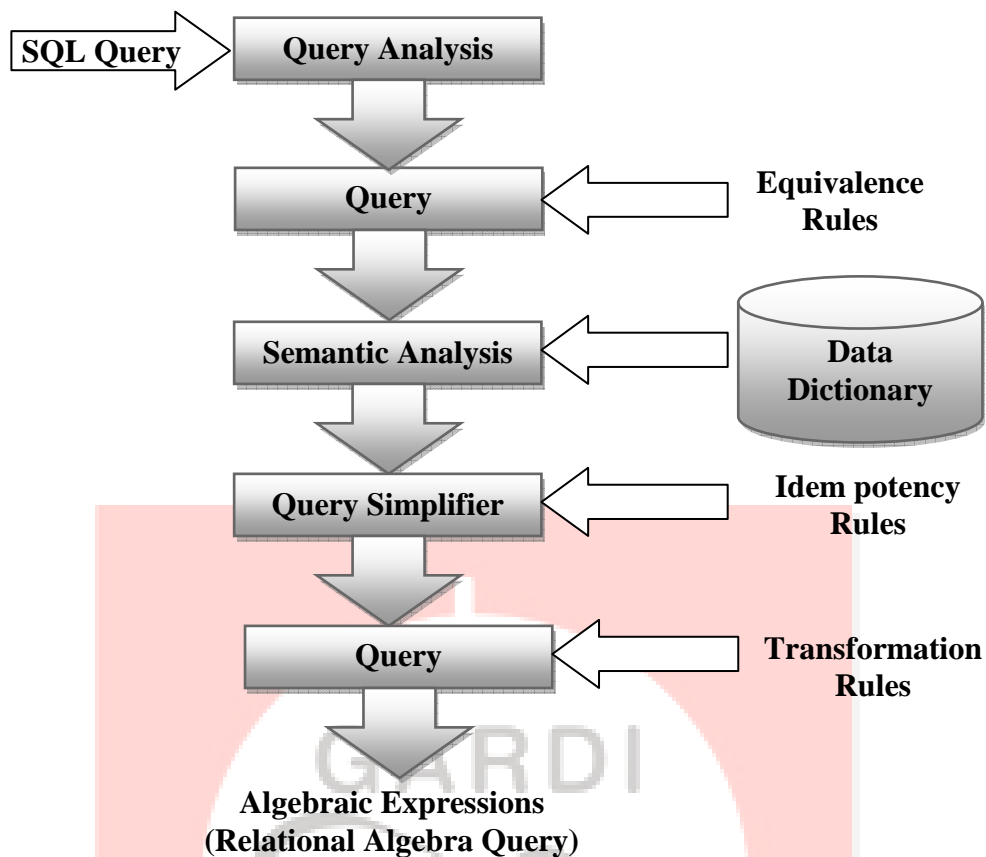 SQL Query
Query Analysis
Query
Equivalence
Rules
Semantic Analysis
Data
Dictionary
Query Simplifier
Idem potency
Rules
Query
Transformation
Rules
GARDI
Algebraic Expressions
(Relational Algebra Query)